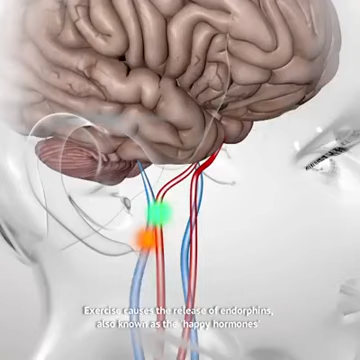 Exercise causes the release of endorphins,
also known as the 'happy hormones'